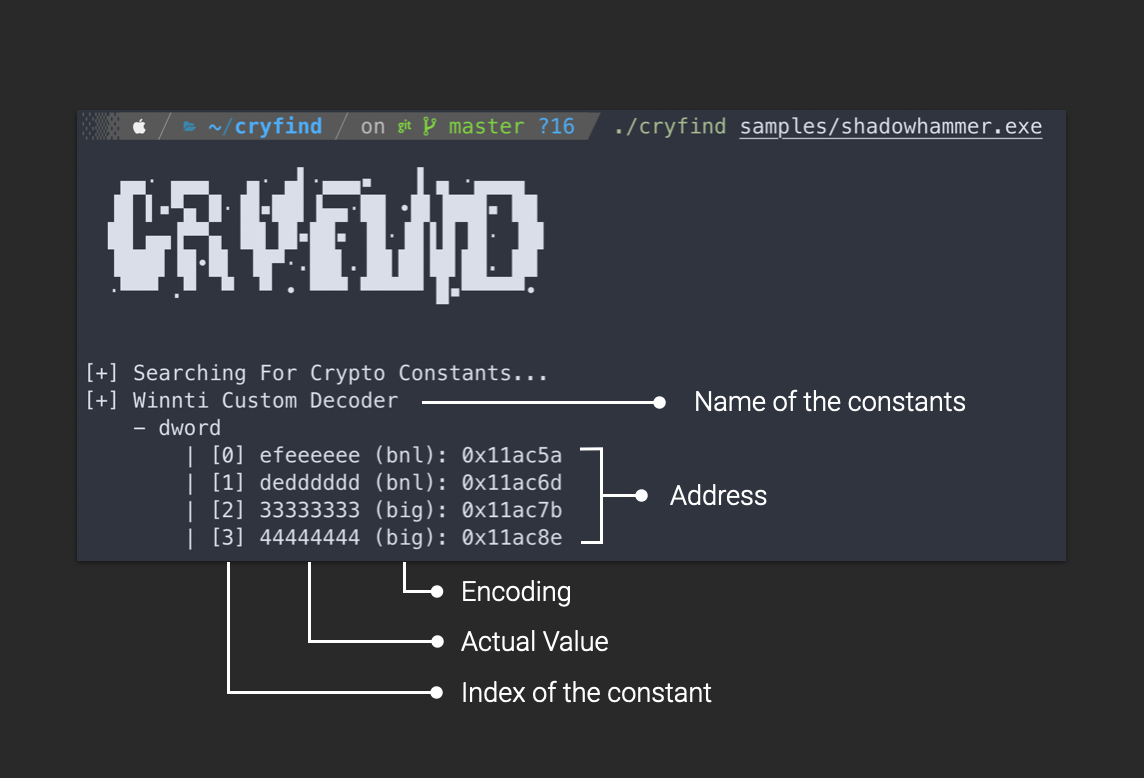 ~/cryfind on git master ?16 ./cryfind samples/shadowhammer.exe
CRYFIND
[+] Searching For Crypto Constants...
[+] Winnti Custom Decoder
Name of the constants
– dword
| [0] efeeeeee (bnl): 0x11ac5a
| [1] dedddddd (bnl): 0x11ac6d
Address
| [2] 33333333 (big): 0x11ac7b
| [3] 44444444 (big): 0x11ac8e
Encoding
Actual Value
Index of the constant